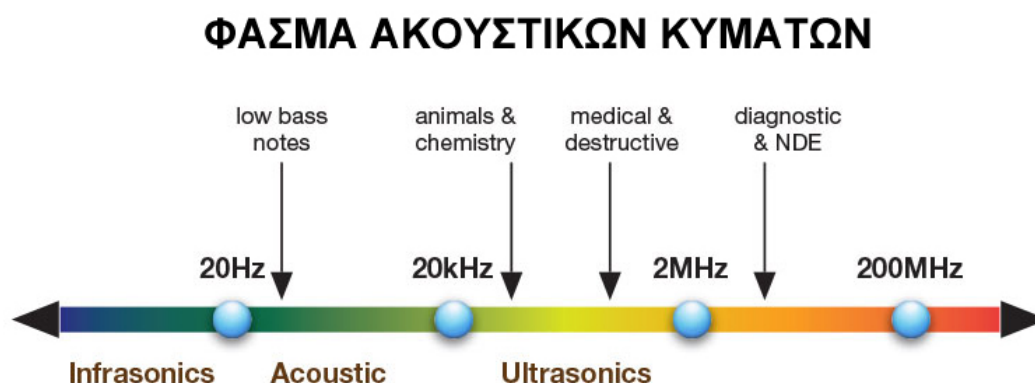 ΦΑΣΜΑ ΑΚΟΥΣΤΙΚΩΝ ΚΥΜΑΤΩΝ
low bass
notes
animals &
chemistry
medical &
destructive
diagnostic
& NDE
20Hz
20kHz
2MHz
200MHz
Infrasonics
Acoustic
Ultrasonics